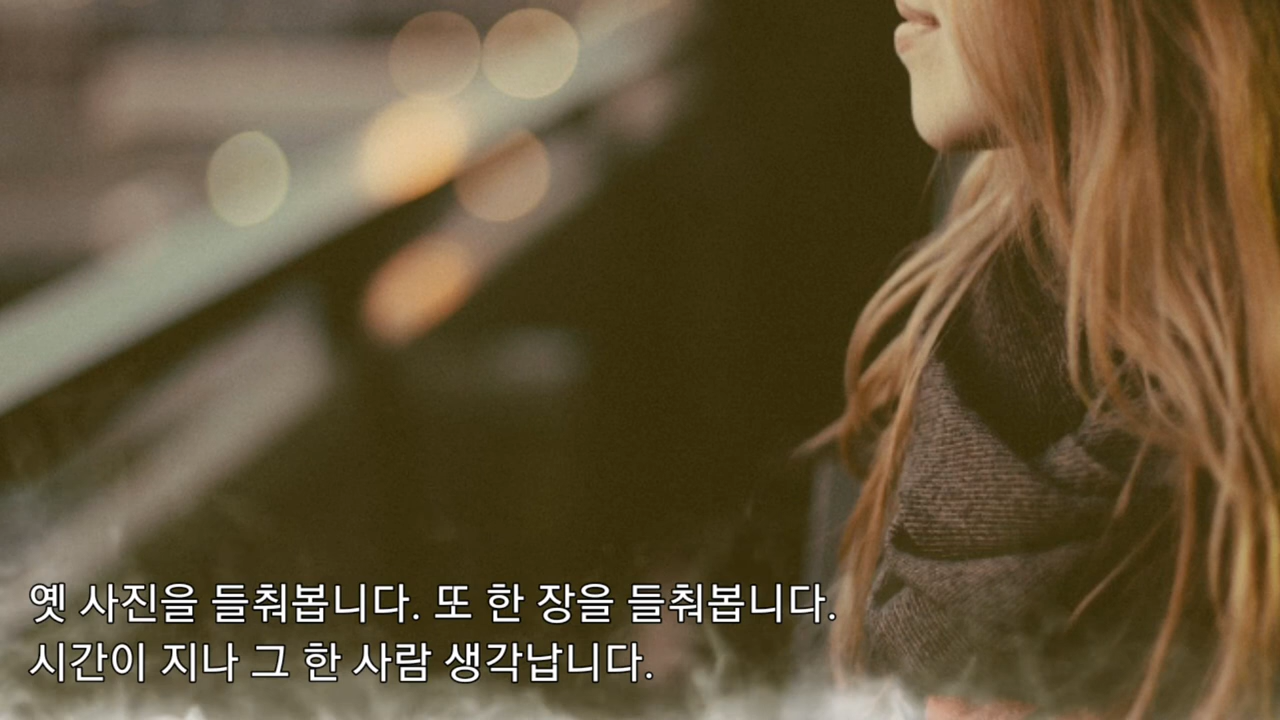 옛 사진을 들춰봅니다. 또 한 장을 들춰봅니다.
시간이 지나 그 한 사람 생각납니다.